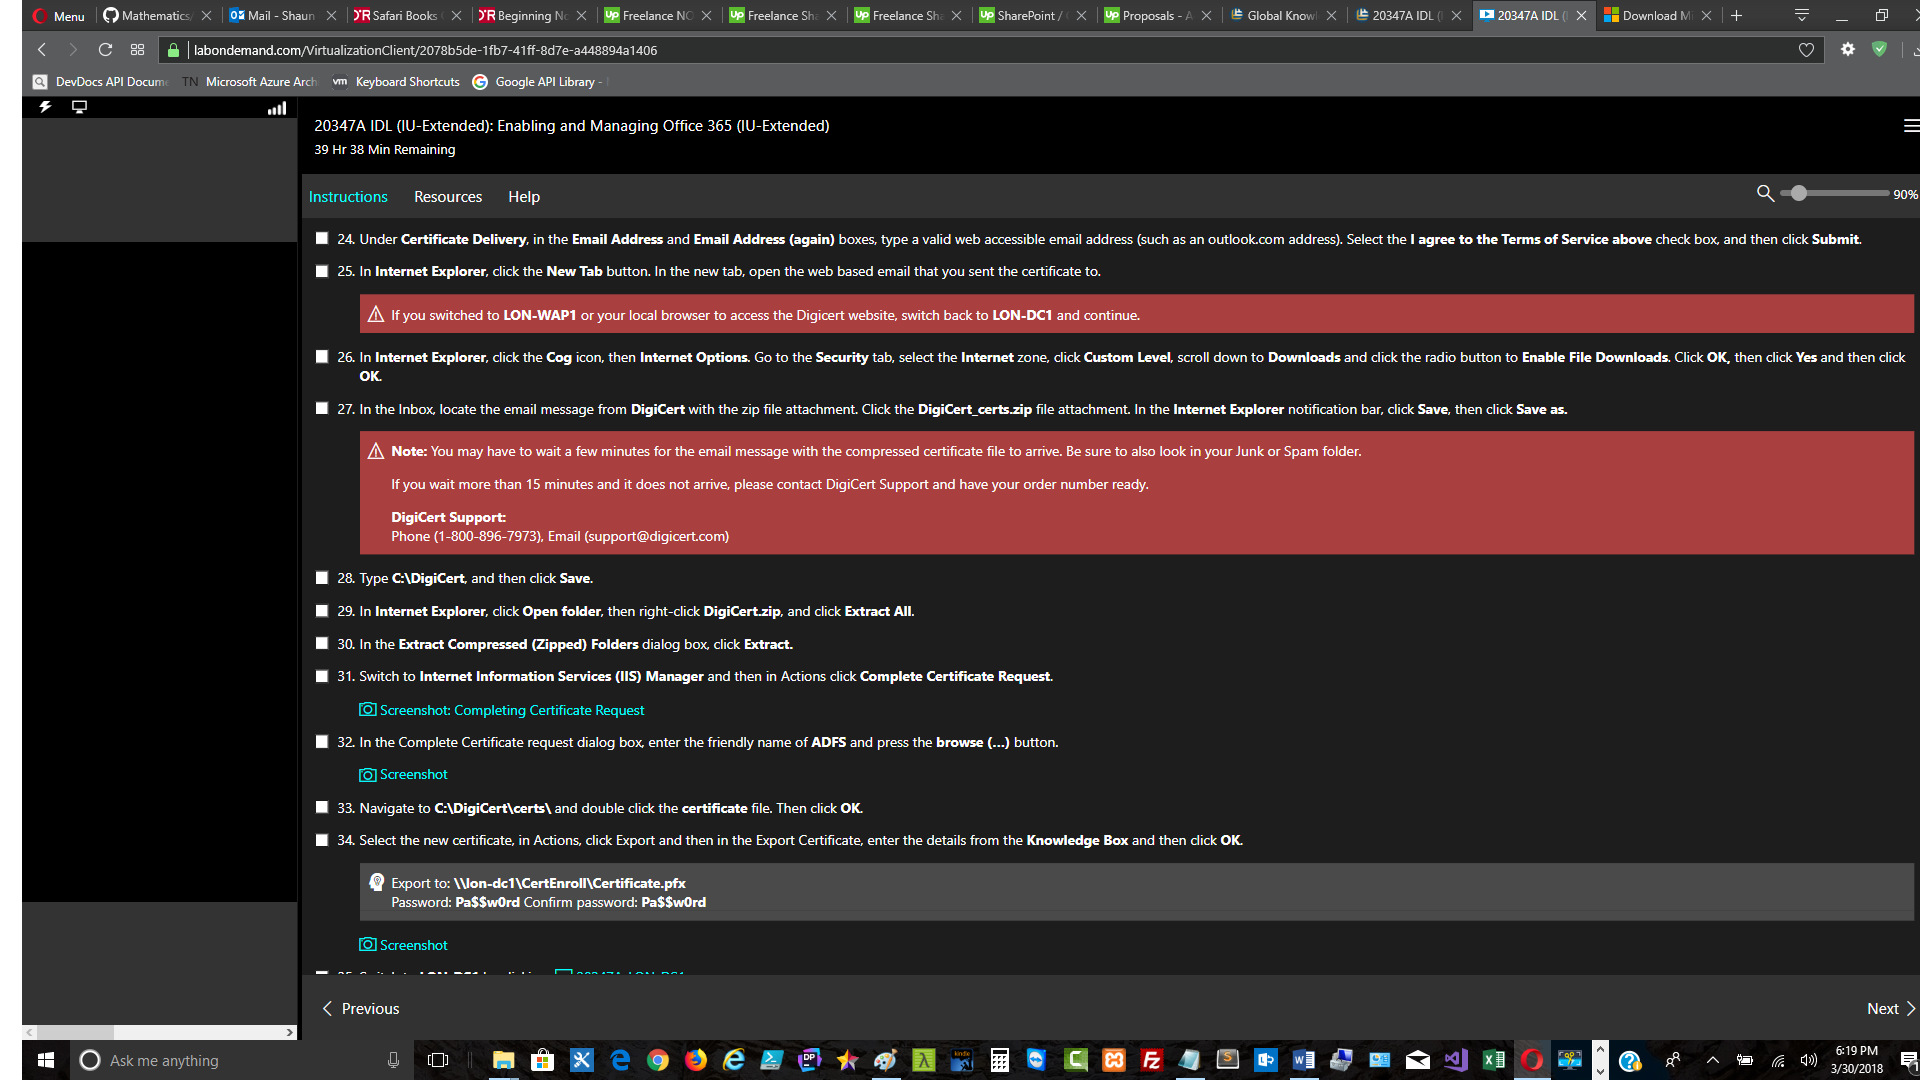 Menu
Mathematics
Mail - Shaun
Safari Books
Beginning No
Freelance NO
Freelance Sha
Freelance Sha
SharePoint /
Proposals - A
Global Knowl
20347A IDL (
20347A IDL (
Download Mi
labondemand.com/VirtualizationClient/2078b5de-1fb7-41ff-8d7e-a448894a1406
DevDocs API Docume
TN Microsoft Azure Arch
vm Keyboard Shortcuts
Google API Library -
20347A IDL (IU-Extended): Enabling and Managing Office 365 (IU-Extended)
39 Hr 38 Min Remaining
Instructions Resources Help
90%
24. Under Certificate Delivery, in the Email Address and Email Address (again) boxes, type a valid web accessible email address (such as an outlook.com address). Select the I agree to the Terms of Service above check box, and then click Submit.
25. In Internet Explorer, click the New Tab button. In the new tab, open the web based email that you sent the certificate to.
If you switched to LON-WAP1 or your local browser to access the Digicert website, switch back to LON-DC1 and continue.
26. In Internet Explorer, click the Cog icon, then Internet Options. Go to the Security tab, select the Internet zone, click Custom Level, scroll down to Downloads and click the radio button to Enable File Downloads. Click OK, then click Yes and then click
OK.
27. In the Inbox, locate the email message from DigiCert with the zip file attachment. Click the DigiCert_certs.zip file attachment. In the Internet Explorer notification bar, click Save, then click Save as.
Note: You may have to wait a few minutes for the email message with the compressed certificate file to arrive. Be sure to also look in your Junk or Spam folder.
If you wait more than 15 minutes and it does not arrive, please contact DigiCert Support and have your order number ready.
DigiCert Support:
Phone (1-800-896-7973), Email (support@digicert.com)
28. Type C:\DigiCert, and then click Save.
29. In Internet Explorer, click Open folder, then right-click DigiCert.zip, and click Extract All.
30. In the Extract Compressed (Zipped) Folders dialog box, click Extract.
31. Switch to Internet Information Services (IIS) Manager and then in Actions click Complete Certificate Request.
Screenshot: Completing Certificate Request
32. In the Complete Certificate request dialog box, enter the friendly name of ADFS and press the browse (...) button.
Screenshot
33. Navigate to C:\DigiCert\certs\ and double click the certificate file. Then click OK.
34. Select the new certificate, in Actions, click Export and then in the Export Certificate, enter the details from the Knowledge Box and then click OK.
Export to: \\lon-dc1\CertEnroll\Certificate.pfx
Password: Pa$$w0rd Confirm password: Pa$$w0rd
Screenshot
Previous
Next
Ask me anything
6:19 PM
3/30/2018